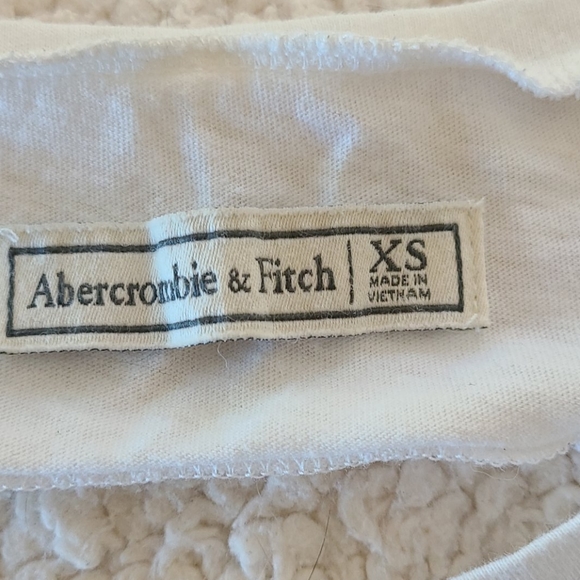 Abercrombie & Fitch
XS
MADE IN
VIETNAM